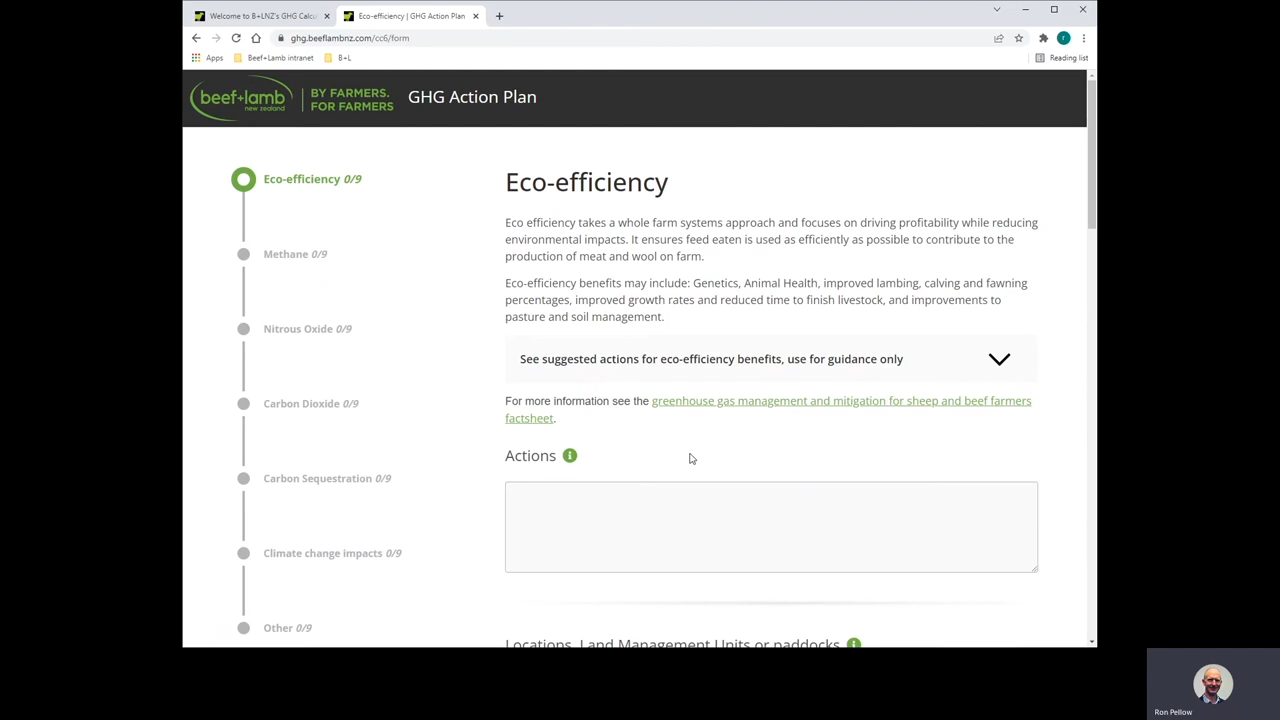 Welcome to B+LNZ's GHG Calcu
Eco-efficiency | GHG Action Plan
ghg.beeflambnz.com/cc6/form
Apps
Beef+Lamb intranet
B+L
Reading list
beef+lamb
new zealand
BY FARMERS.
FOR FARMERS
GHG Action Plan
Eco-efficiency 0/9
Methane 0/9
Nitrous Oxide 0/9
Carbon Dioxide 0/9
Carbon Sequestration 0/9
Climate change impacts 0/9
Other 0/9
Eco-efficiency
Eco efficiency takes a whole farm systems approach and focuses on driving profitability while reducing
environmental impacts. It ensures feed eaten is used as efficiently as possible to contribute to the
production of meat and wool on farm.
Eco-efficiency benefits may include: Genetics, Animal Health, improved lambing, calving and fawning
percentages, improved growth rates and reduced time to finish livestock, and improvements to
pasture and soil management.
See suggested actions for eco-efficiency benefits, use for guidance only
For more information see the greenhouse gas management and mitigation for sheep and beef farmers
factsheet.
Actions
Locations, Land Management Units or paddocks
Ron Pellow